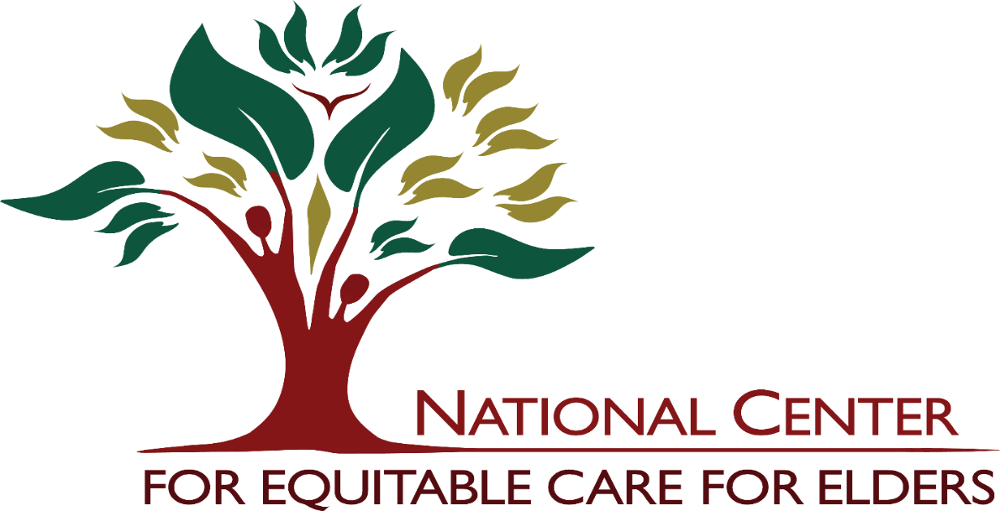 NATIONAL CENTER
FOR EQUITABLE CARE FOR ELDERS